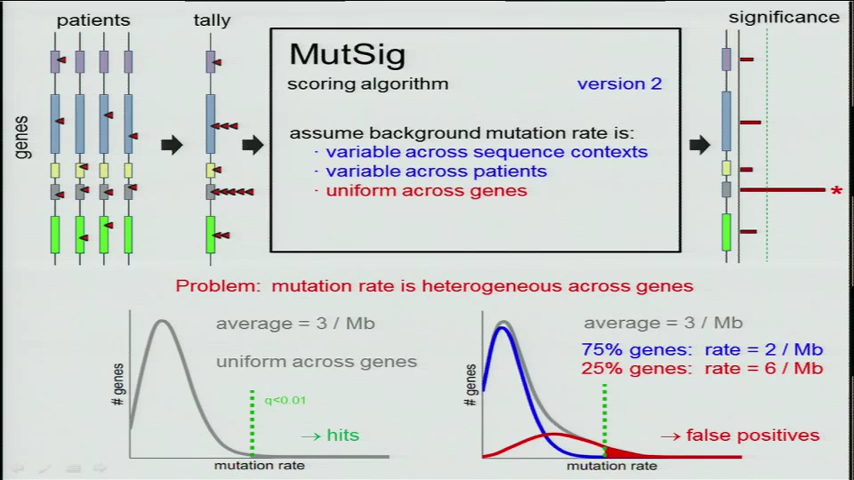 patients
tally
significance
genes
MutSig
scoring algorithm
version 2
assume background mutation rate is:
· variable across sequence contexts
· variable across patients
· uniform across genes
*
Problem: mutation rate is heterogeneous across genes
average = 3 / Mb
uniform across genes
q<0.01
→ hits
# genes
mutation rate
average = 3 / Mb
75% genes: rate = 2 / Mb
25% genes: rate = 6 / Mb
→ false positives
# genes
mutation rate